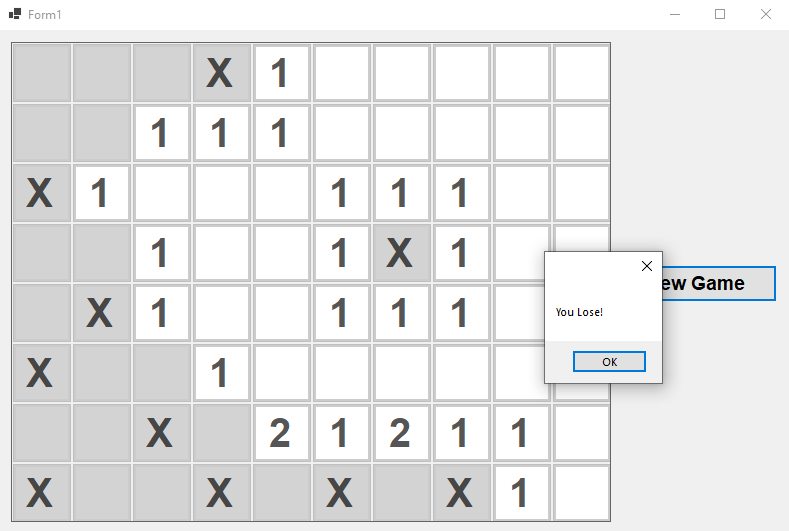 Form1
X 1
1 1 1
X 1 1 1 1
1 1 X 1
X 1 1 1 1
ew Game
You Lose!
X 1
OK
X 2 1 2 1 1
X X X X 1